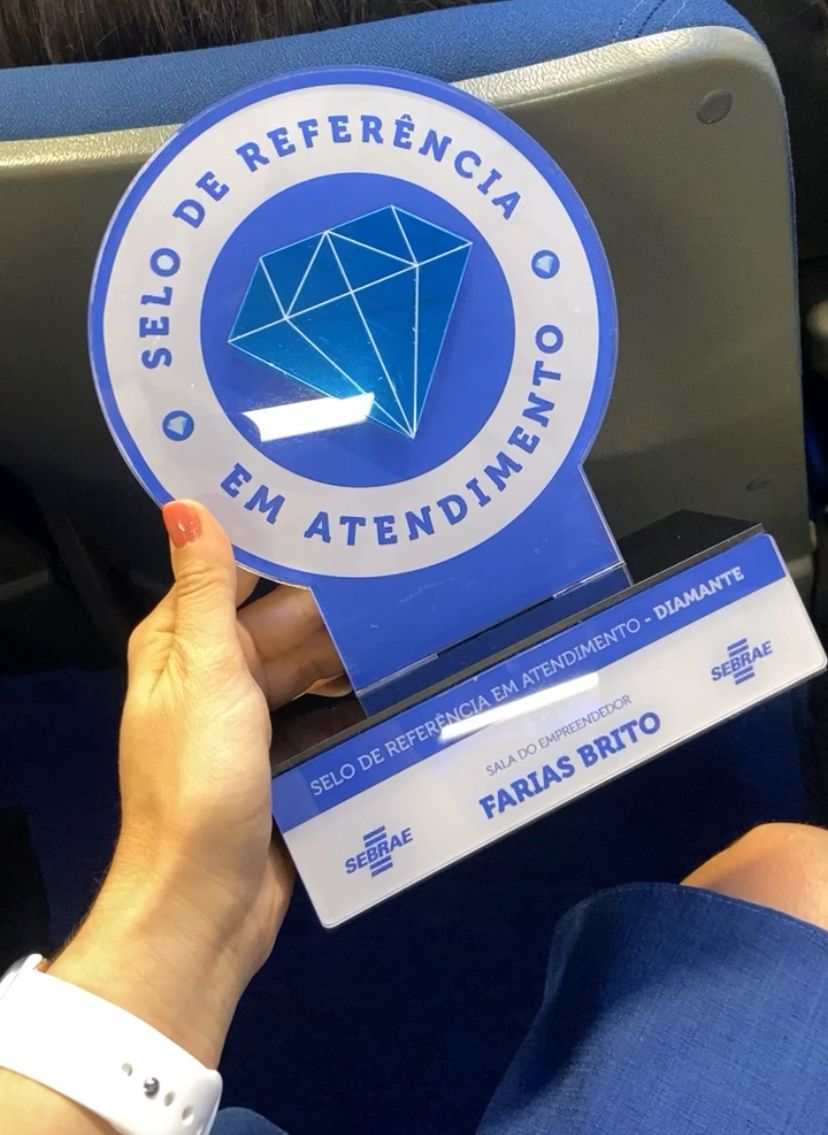 SELO DE REFERÊNCIA
EM ATENDIMENTO
SELO DE REFERÊNCIA EM ATENDIMENTO - DIAMANTE
SEBRAE
SALA DO EMPREENDEDOR
FARIAS BRITO
SEBRAE